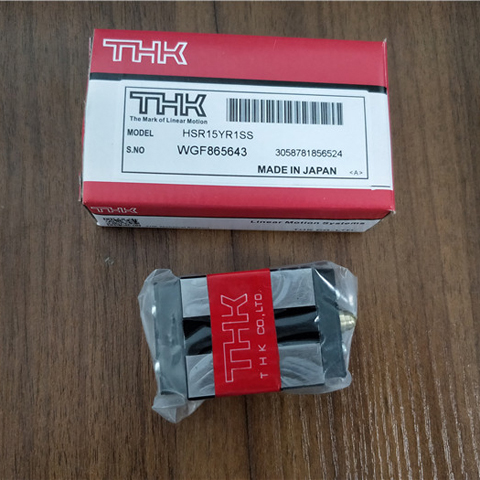 THK
THK
The Mark of Linear Motion
MODEL HSR15YR1SS
S.NO WGF865643 3058781856524
MADE IN JAPAN <A>
Linear Motion Systems
THK
THK CO.,LTD.